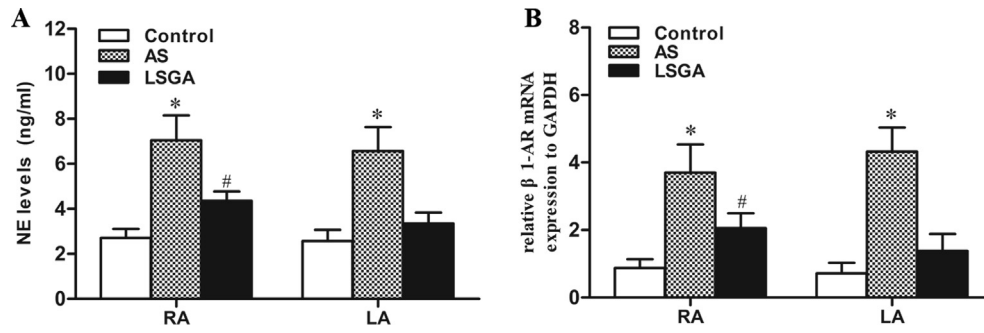 A
NE levels (ng/ml)
12
10
8
6
4
2
0
Control
AS
LSGA
*
#
*
RA
LA
B
relative β 1-AR mRNA
expression to GAPDH
8
6
4
2
0
Control
AS
LSGA
*
#
*
RA
LA